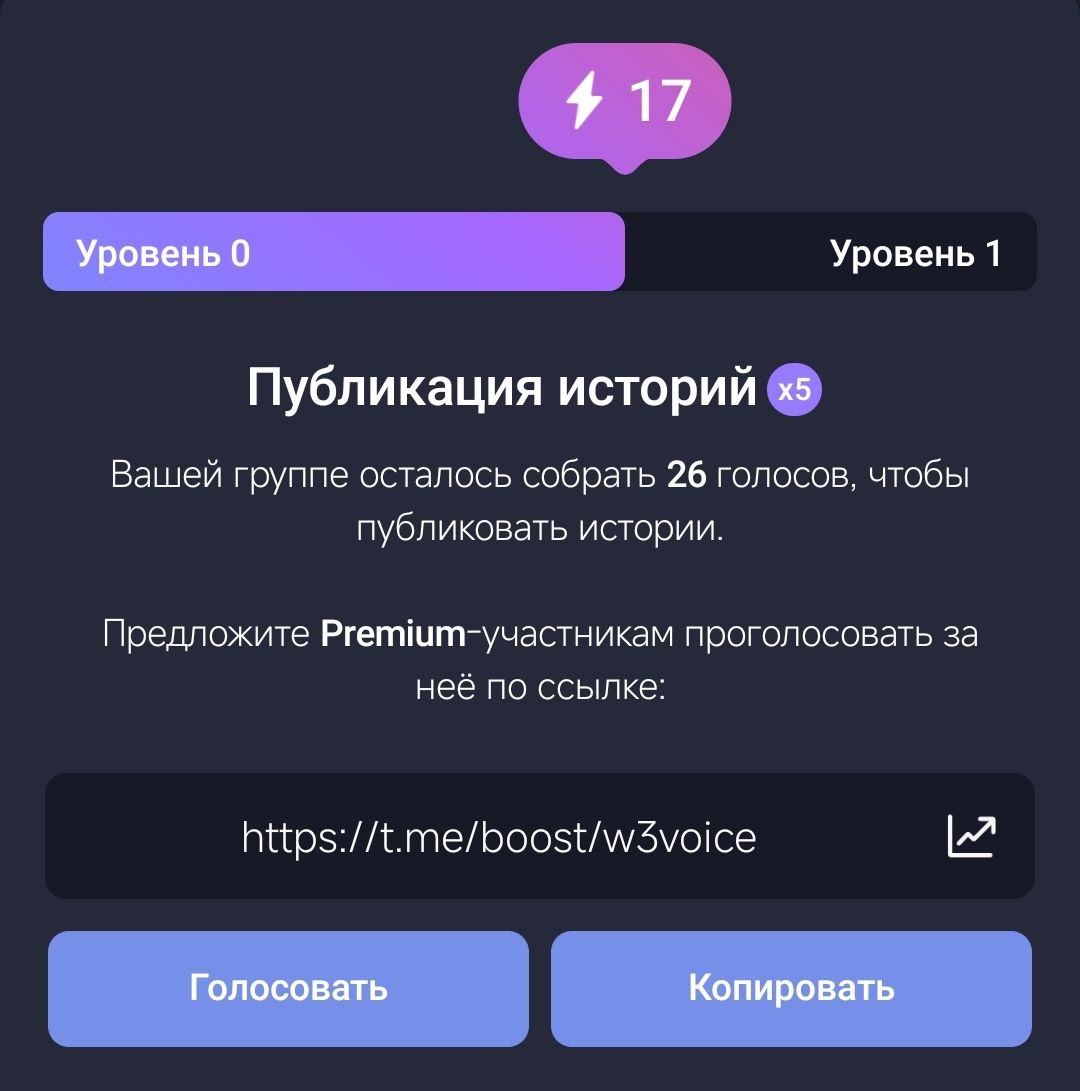 17
Уровень 0
Уровень 1
Публикация историй x5
Вашей группе осталось собрать 26 голосов, чтобы
публиковать истории.
Предложите Premium-участникам проголосовать за
неё по ссылке:
https://t.me/boost/w3voice
Голосовать
Копировать